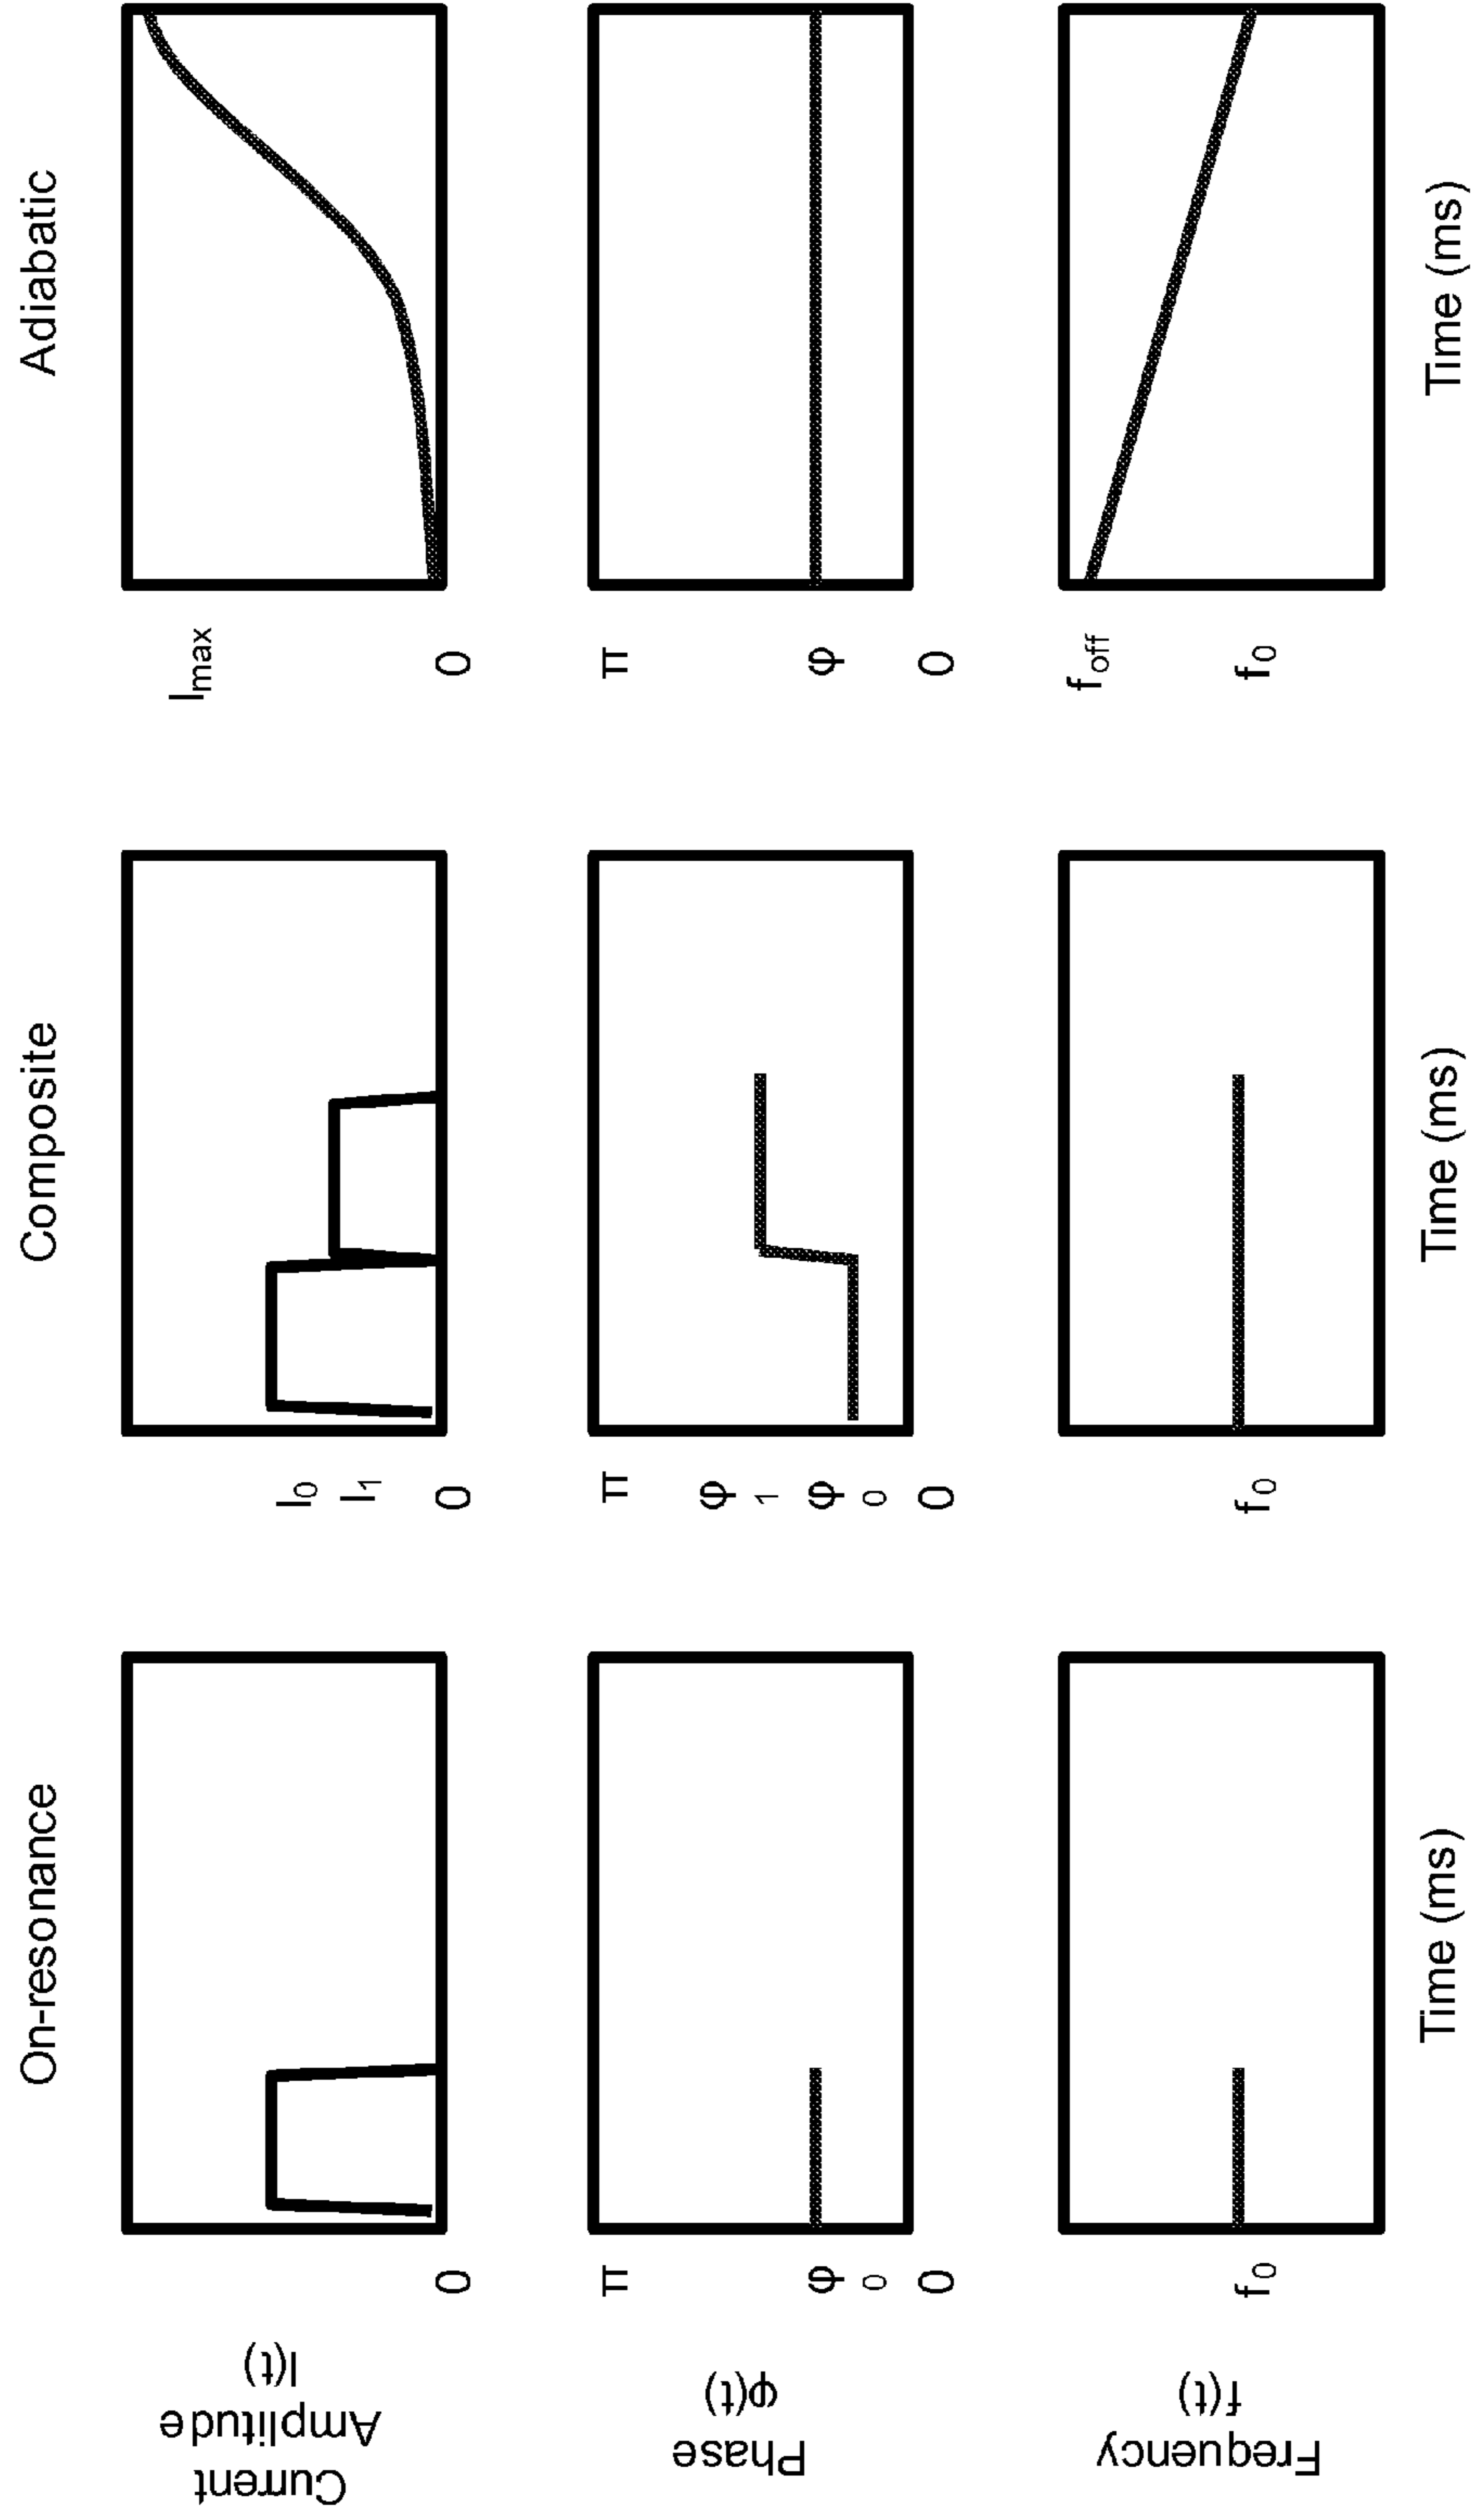 On-resonance
Composite
Adiabatic
Current
Amplitude
I(t)
0
I0
I1
0
Imax
0
Phase
φ(t)
π
φ0
0
π
φ1
φ0
0
π
φ
0
Frequency
f(t)
f0
f0
foff
f0
Time (ms)
Time (ms)
Time (ms)